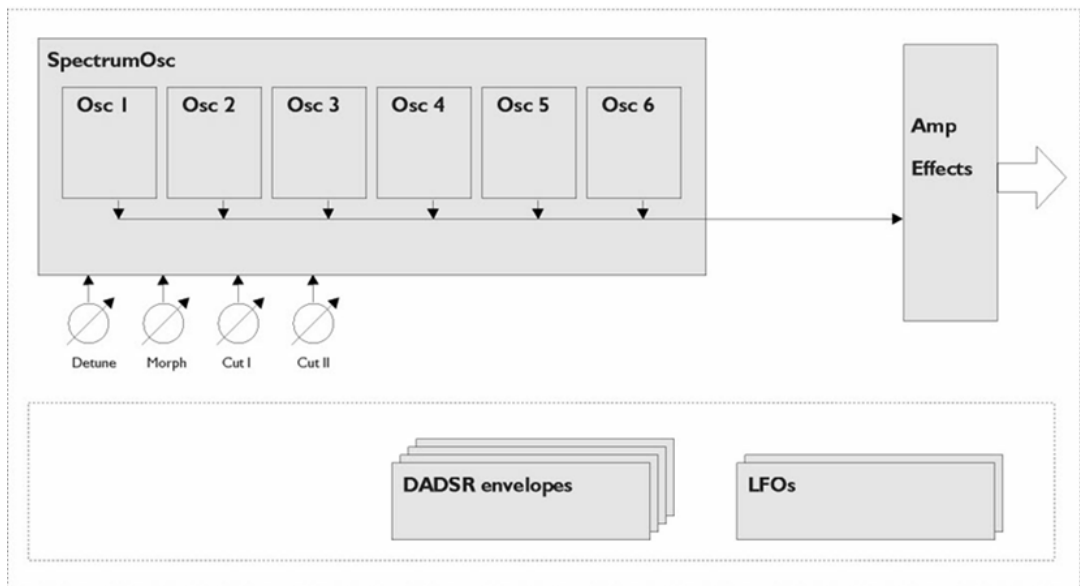 SpectrumOsc
Osc 1 Osc 2 Osc 3 Osc 4 Osc 5 Osc 6
Amp
Effects
Detune Morph Cut I Cut II
DADSR envelopes LFOs